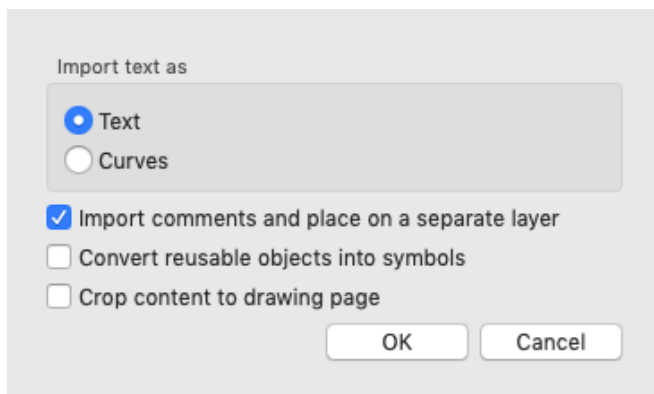 Import text as
Text
Curves
Import comments and place on a separate layer
Convert reusable objects into symbols
Crop content to drawing page
OK Cancel